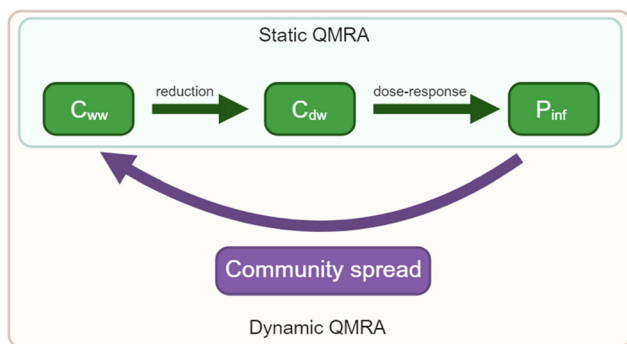 Static QMRA
reduction
dose-response
Cww
Cdw
Pinf
Community spread
Dynamic QMRA